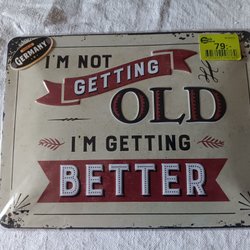 GERMANY
79:-
I'M NOT
GETTING
OLD
I'M GETTING
BETTER